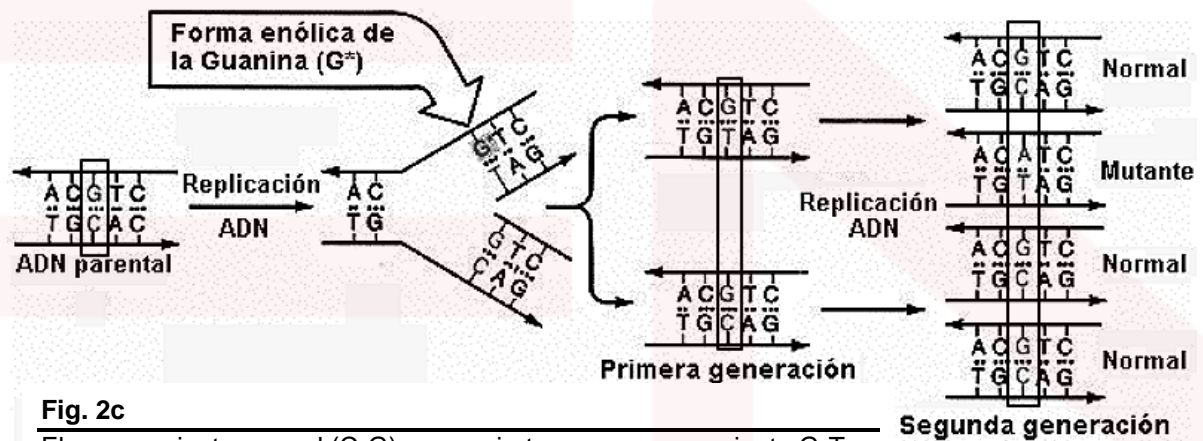 Forma enólica de
la Guanina (G*)
A C G T C
T G C A C
ADN parental
Replicación
ADN
A C
T G
G T C
T A G
G T C
C A G
A C G T C
T G T A G
A C G T C
T G C A G
Primera generación
Replicación
ADN
A C G T C
T G C A G
Normal
A C A T C
T G T A G
Mutante
A C G T C
T G C A G
Normal
A C G T C
T G C A G
Normal
Segunda generación
Fig. 2c